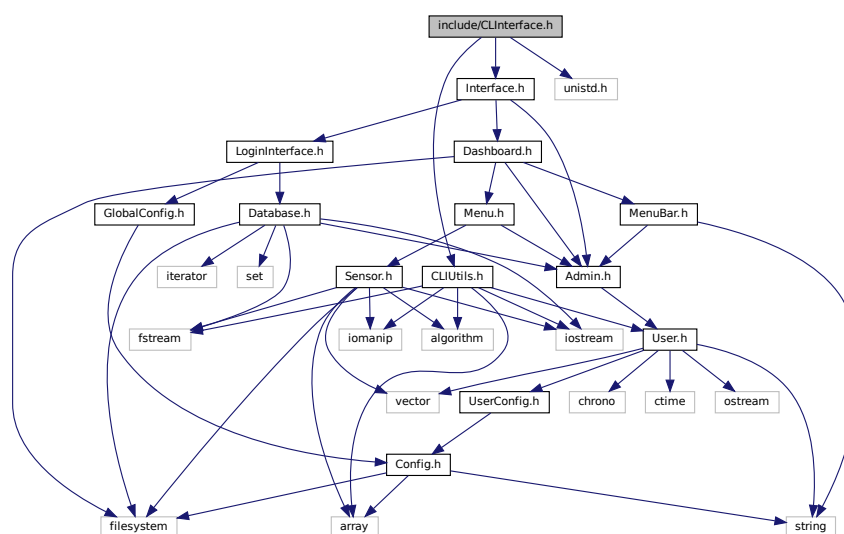 include/CLInterface.h
Interface.h
unistd.h
LoginInterface.h
Dashboard.h
GlobalConfig.h
Database.h
Menu.h
MenuBar.h
iterator
set
Sensor.h
CLIUtils.h
Admin.h
fstream
iomanip
algorithm
iostream
User.h
vector
UserConfig.h
chrono
ctime
ostream
Config.h
filesystem
array
string